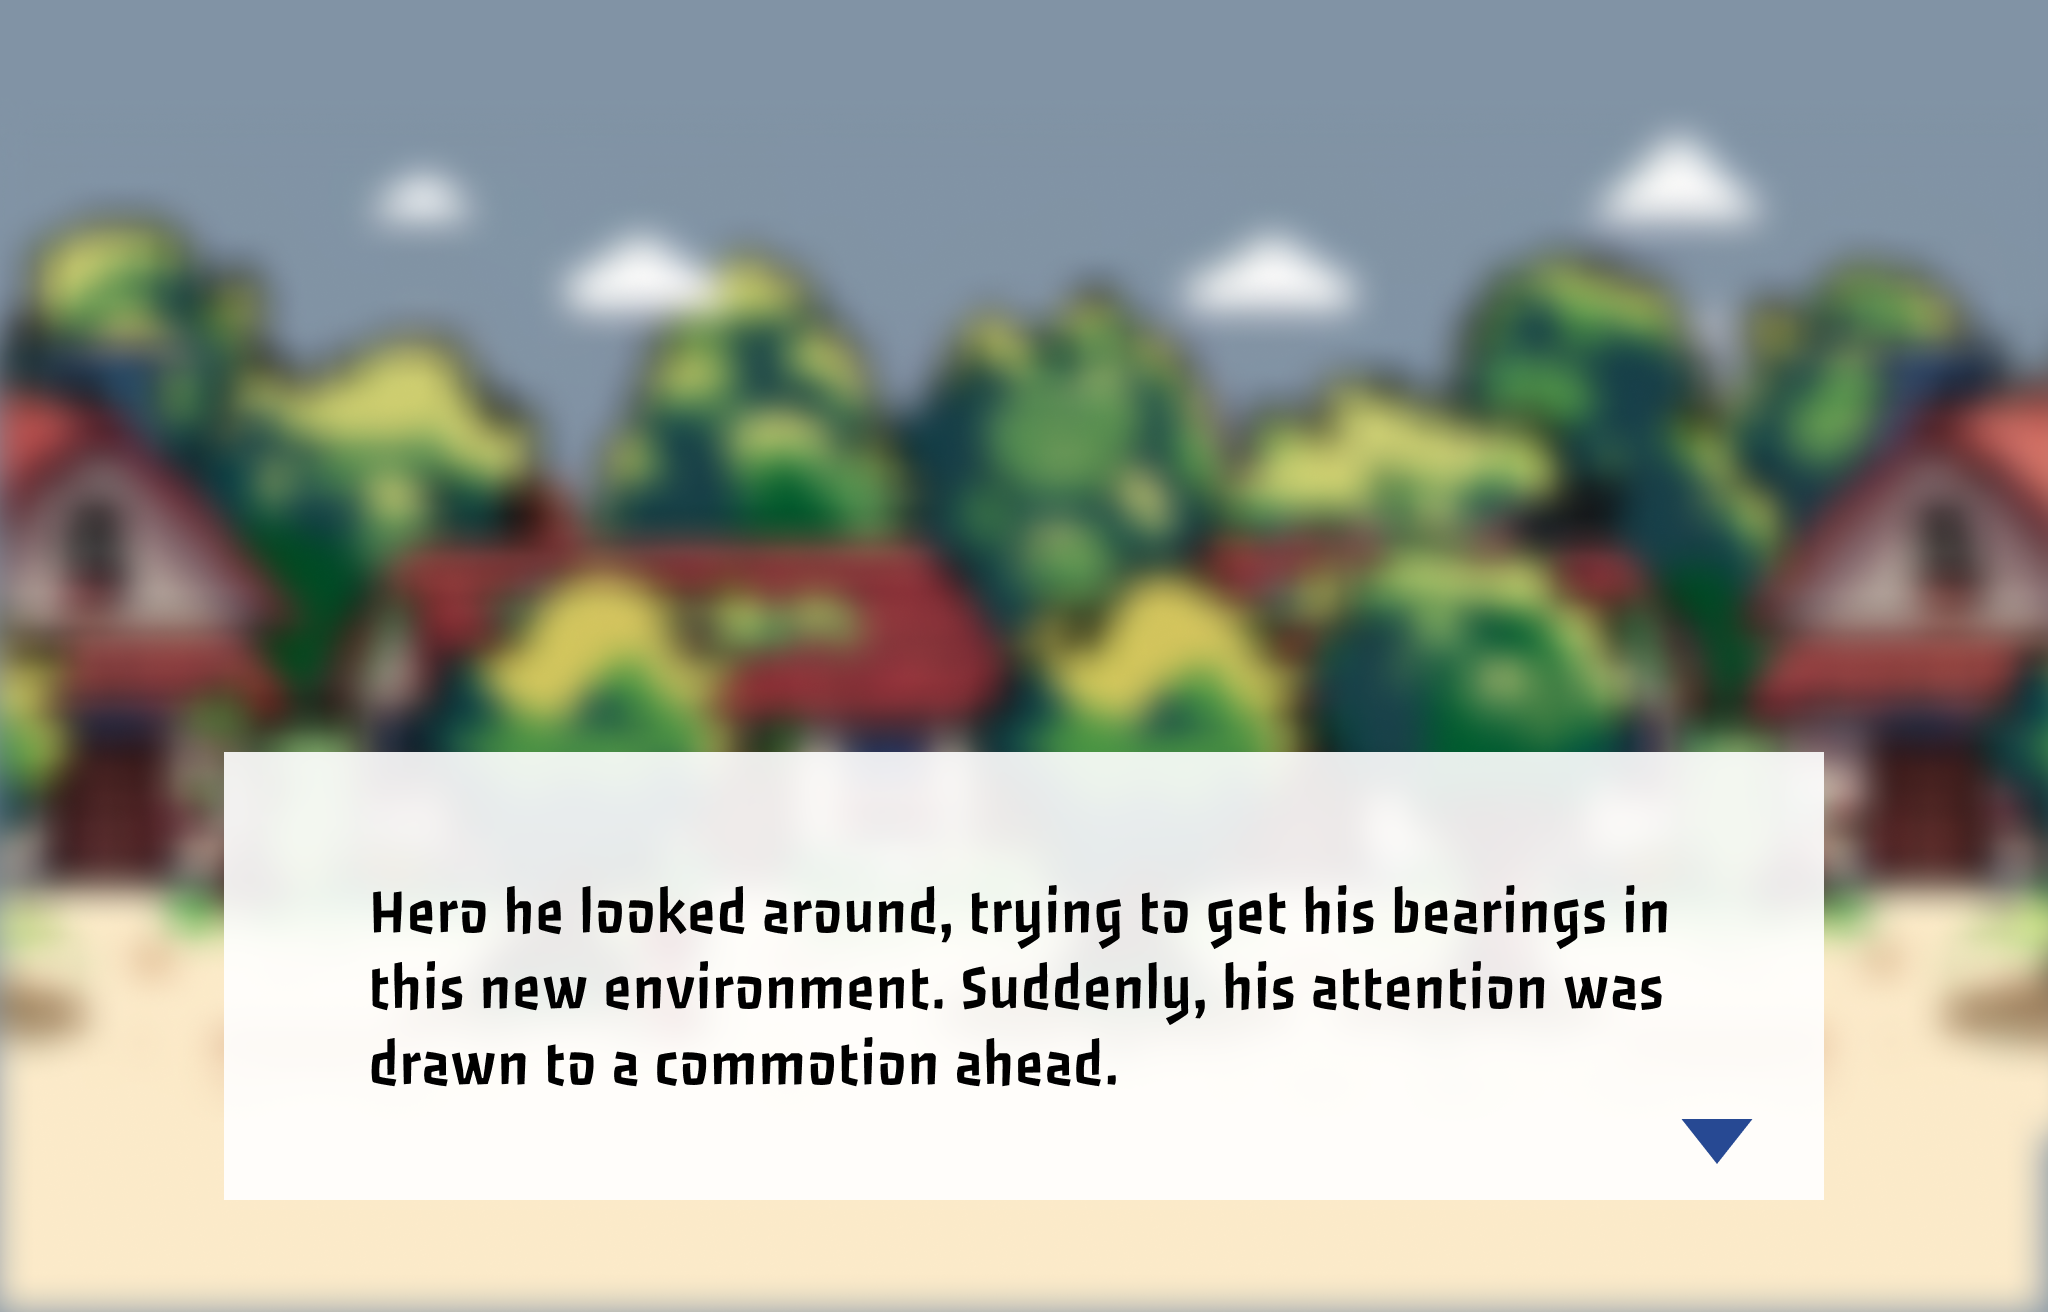 Hero he looked around, trying to get his bearings in
this new environment. Suddenly, his attention was
drawn to a commotion ahead.